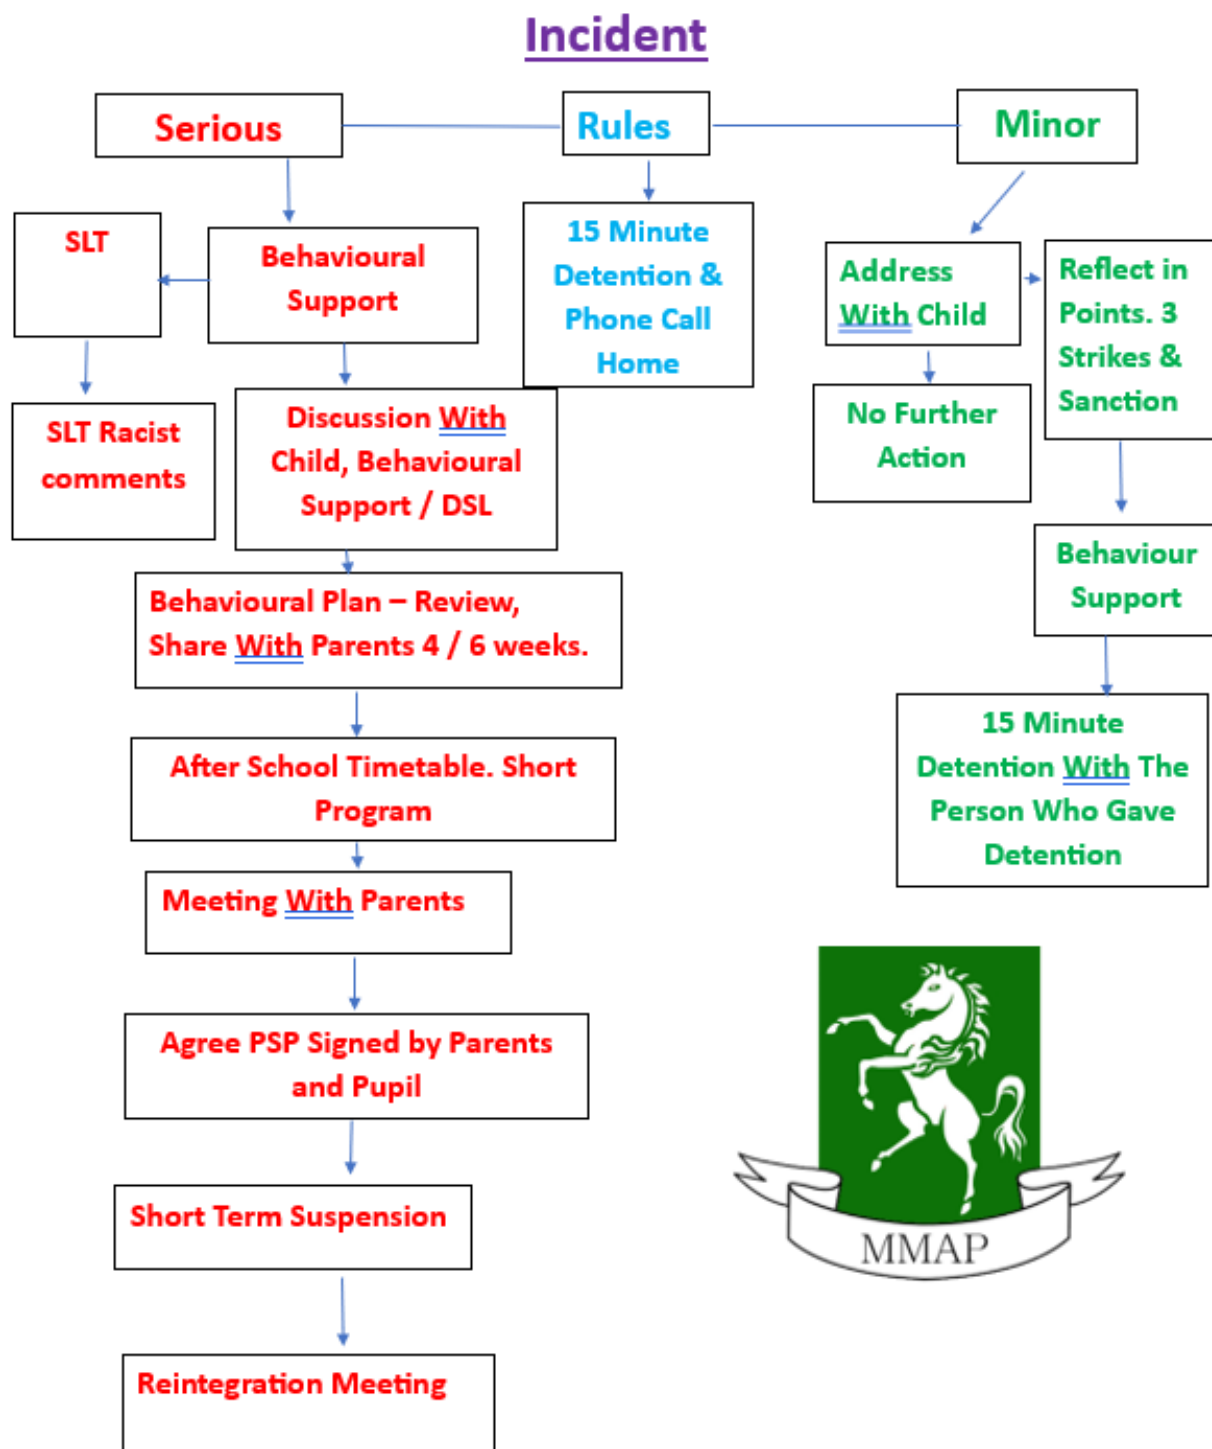 Incident
Serious
Rules
Minor
SLT
Behavioural
Support
SLT Racist
comments
Discussion With
Child, Behavioural
Support / DSL
Behavioural Plan – Review,
Share With Parents 4 / 6 weeks.
After School Timetable. Short
Program
Meeting With Parents
Agree PSP Signed by Parents
and Pupil
Short Term Suspension
Reintegration Meeting
15 Minute
Detention &
Phone Call
Home
Address
With Child
No Further
Action
Reflect in
Points. 3
Strikes &
Sanction
Behaviour
Support
15 Minute
Detention With The
Person Who Gave
Detention
MMAP